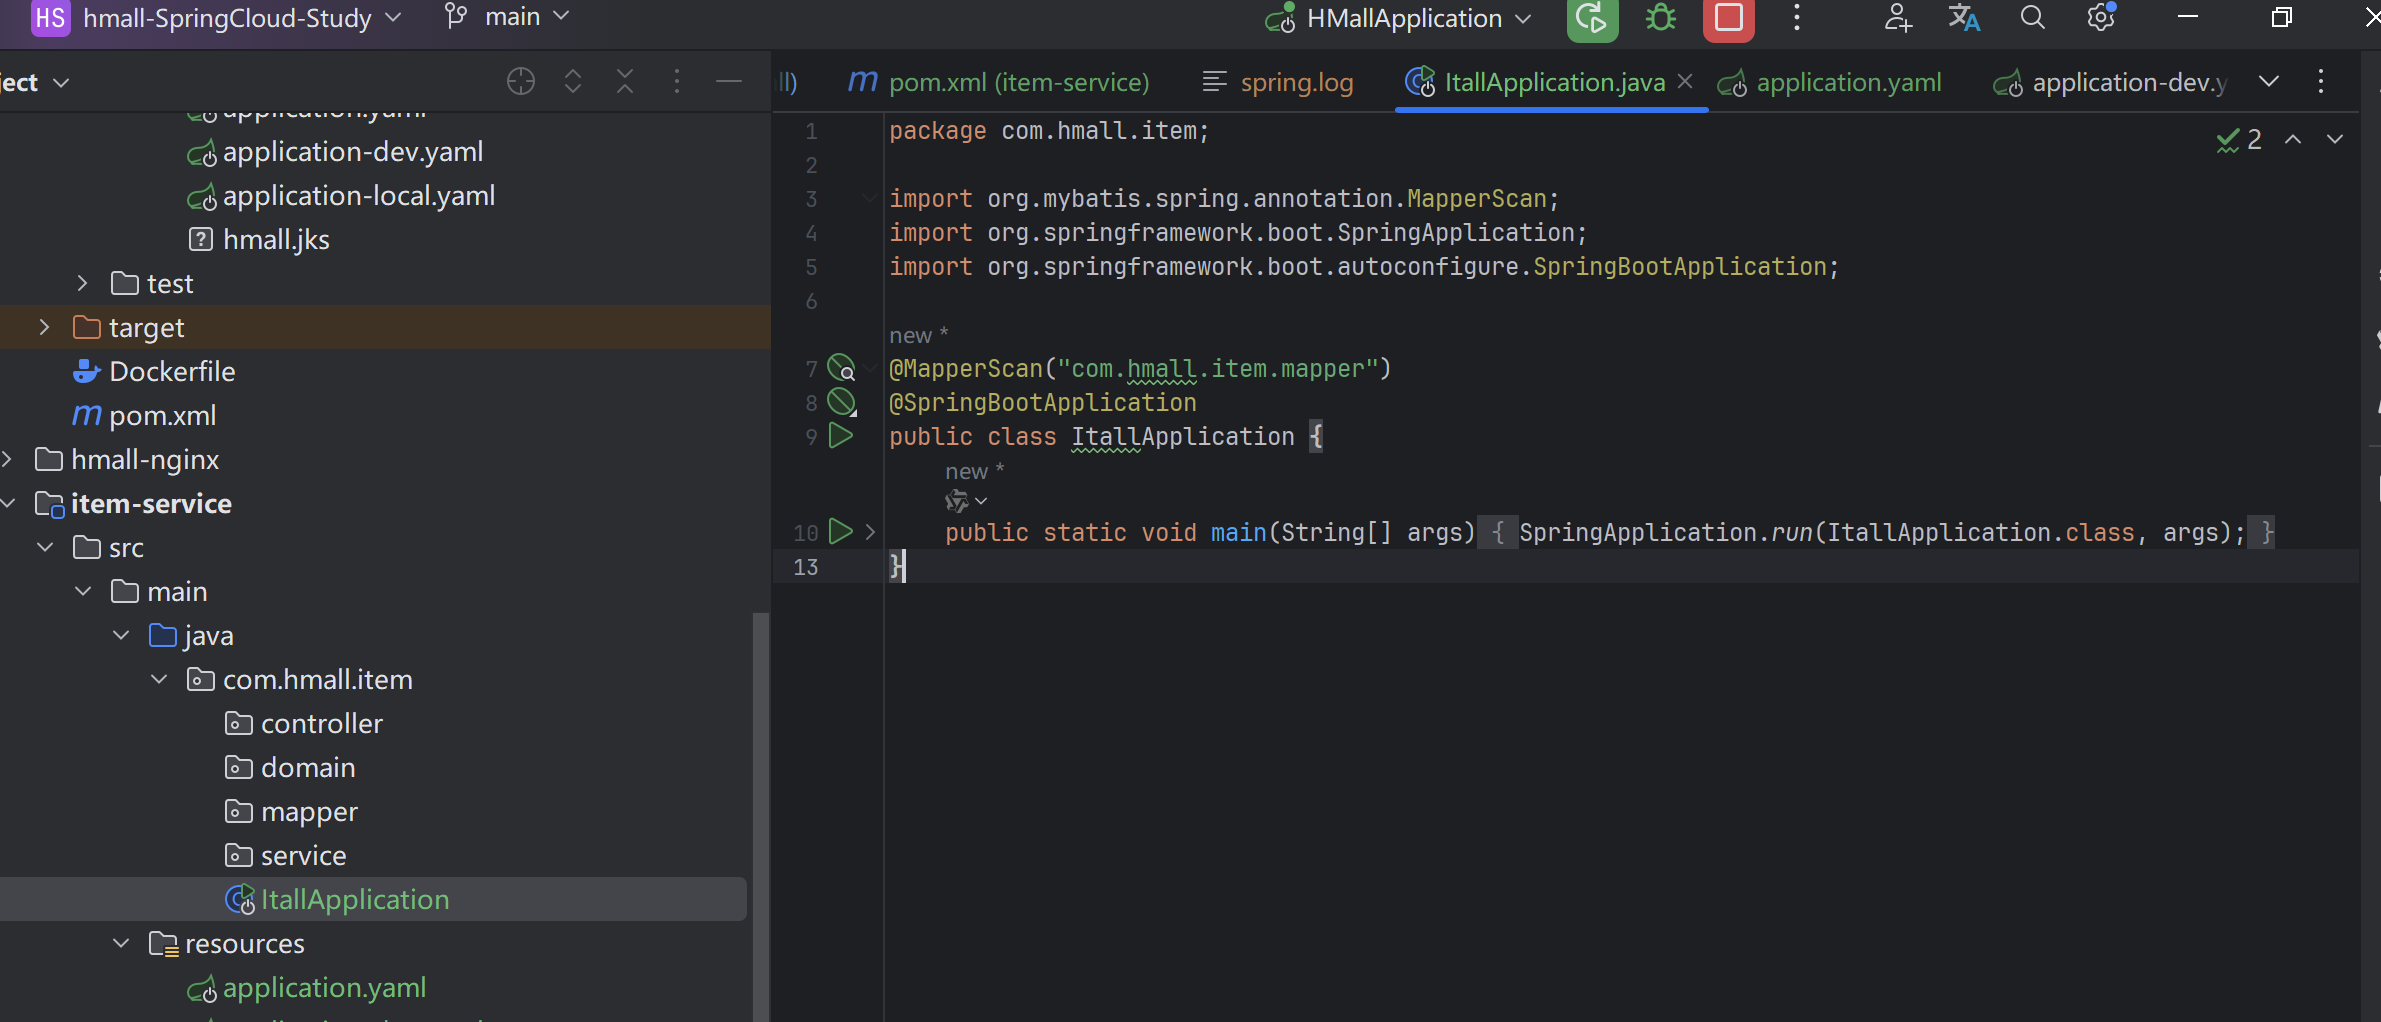 HS hmall-SpringCloud-Study main HMallApplication
ject
ll) pom.xml (item-service) spring.log ItallApplication.java application.yaml application-dev.y
application.yaml
application-dev.yaml
application-local.yaml
hmall.jks
test
target
Dockerfile
pom.xml
hmall-nginx
item-service
src
main
java
com.hmall.item
controller
domain
mapper
service
ItallApplication
resources
application.yaml
2
1 package com.hmall.item;
2
3 import org.mybatis.spring.annotation.MapperScan;
4 import org.springframework.boot.SpringApplication;
5 import org.springframework.boot.autoconfigure.SpringBootApplication;
6
new *
7 @MapperScan("com.hmall.item.mapper")
8 @SpringBootApplication
9 public class ItallApplication {
new *
10 public static void main(String[] args) { SpringApplication.run(ItallApplication.class, args); }
13 }